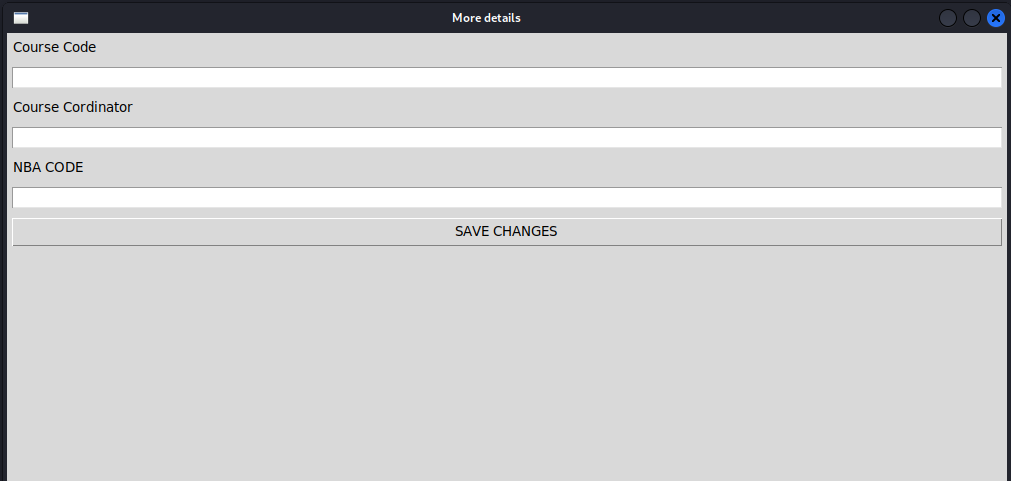 More details
Course Code
Course Cordinator
NBA CODE
SAVE CHANGES